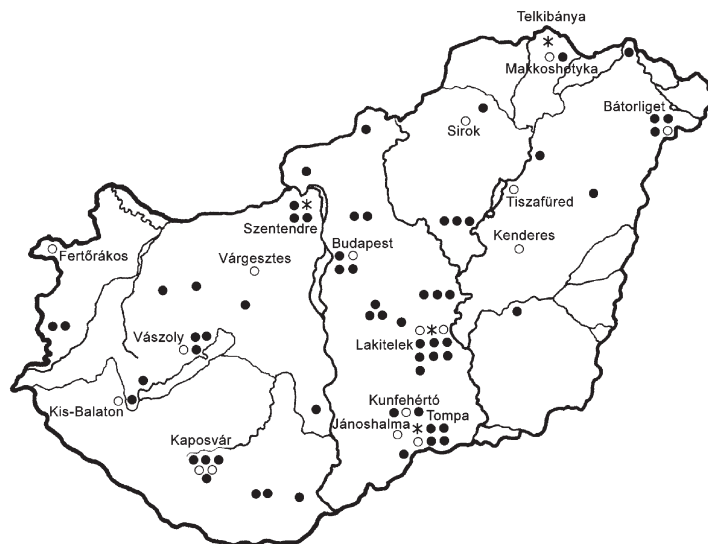 Telkibánya
Makkoshotyka
Bátorliget
Sirok
Tiszafüred
Szentendre
Budapest
Kenderes
Fertőrákos
Várgesztes
Vászoly
Lakitelek
Kis-Balaton
Kunfehértó
Jánoshalma
Tompa
Kaposvár